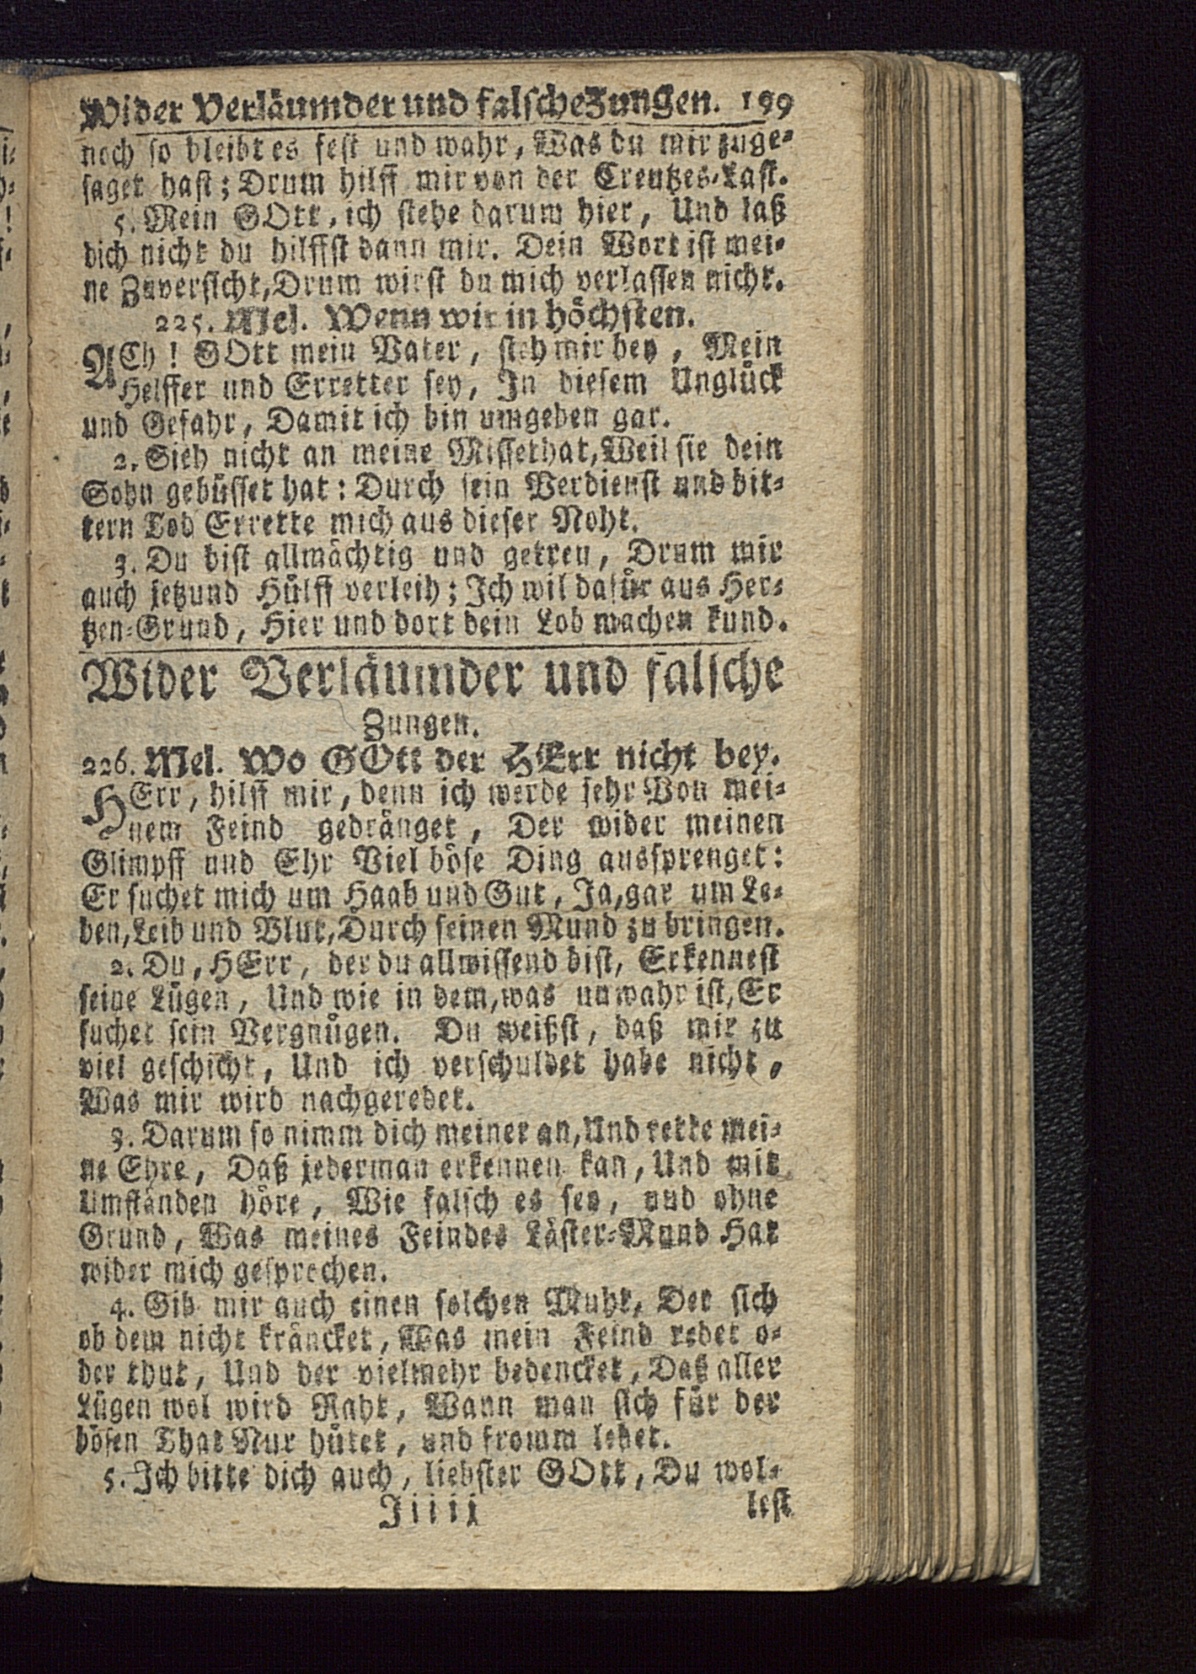 Wider Verläumder und falsche Zungen. 199
noch so bleibt es fest und wahr, Was du mir zuge-
saget hast; Drum hilff mir von der Creutzes-Last.
5. Mein GOtt, ich stehe darum hier, Und laß
dich nicht du hilffst dann mir. Dein Wort ist mei-
ne Zuversicht, Drum wirst du mich verlassen nicht.
225. Mel. Wenn wir in höchsten.
ACh! GOtt mein Vater, steh mir bey, Mein
Helffer und Erretter sey, In diesem Unglück
und Gefahr, Damit ich bin umgeben gar.
2. Sieh nicht an meine Missethat, Weil sie dein
Sohn gebüsset hat: Durch sein Verdienst und bit-
tern Tod Errette mich aus dieser Noht.
3. Du bist allmächtig und getreu, Drum mir
auch jetzund Hülff verleih; Ich wil dafür aus Her-
tzen-Grund, Hier und dort dein Lob machen kund.
Wider Verläumder und falsche
Zungen.
226. Mel. Wo GOtt der HErr nicht bey.
HErr, hilff mir, denn ich werde sehr Von mei-
nem Feind gedränget, Der wider meinen
Glimpff und Ehr Viel böse Ding aussprenget:
Er suchet mich um Haab und Gut, Ja, gar um Le-
ben, Leib und Blut, Durch seinen Mund zu bringen.
2. Du, HErr, der du allwissend bist, Erkennest
seine Lügen, Und wie in dem, was unwahr ist, Er
suchet sein Vergnügen. Du weißst, daß mir zu
viel geschicht, Und ich verschuldet habe nicht,
Was mir wird nachgeredet.
3. Darum so nimm dich meiner an, Und rette mei-
ne Ehre, Daß jederman erkennen kan, Und mit
Umständen höre, Wie falsch es sey, und ohne
Grund, Was meines Feindes Läster-Mund Hat
wider mich gesprochen.
4. Gib mir auch einen solchen Muht, Der sich
ob dem nicht kräncket, Was mein Feind redet o-
der thut, Und der vielmehr bedencket, Daß aller
Lügen wol wird Raht, Wann man sich für der
bösen That Nur hütet, und fromm lebet.
5. Ich bitte dich auch, liebster GOtt, Du wol-
Jiiii lest